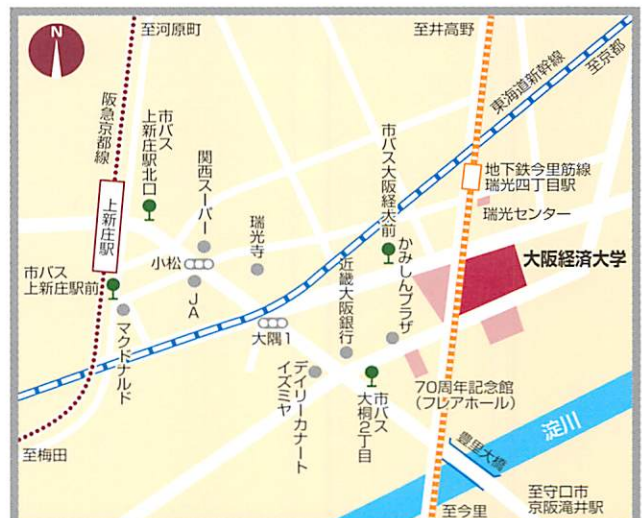 N
至河原町
至井高野
至京都
東海道新幹線
阪急京都線
市バス
上新庄駅北口
関西スーパー
市バス大阪経大前
地下鉄今里筋線
瑞光四丁目駅
瑞光センター
上新庄駅
瑞光寺
かみしんプラザ
大阪経済大学
小松
市バス
上新庄駅前
JA
近畿大阪銀行
大隅1
マクドナルド
デイリーカナート
イズミヤ
市バス
大桐2丁目
70周年記念館
(フレアホール)
淀川
豊里大橋
至梅田
至今里
至守口市
京阪滝井駅